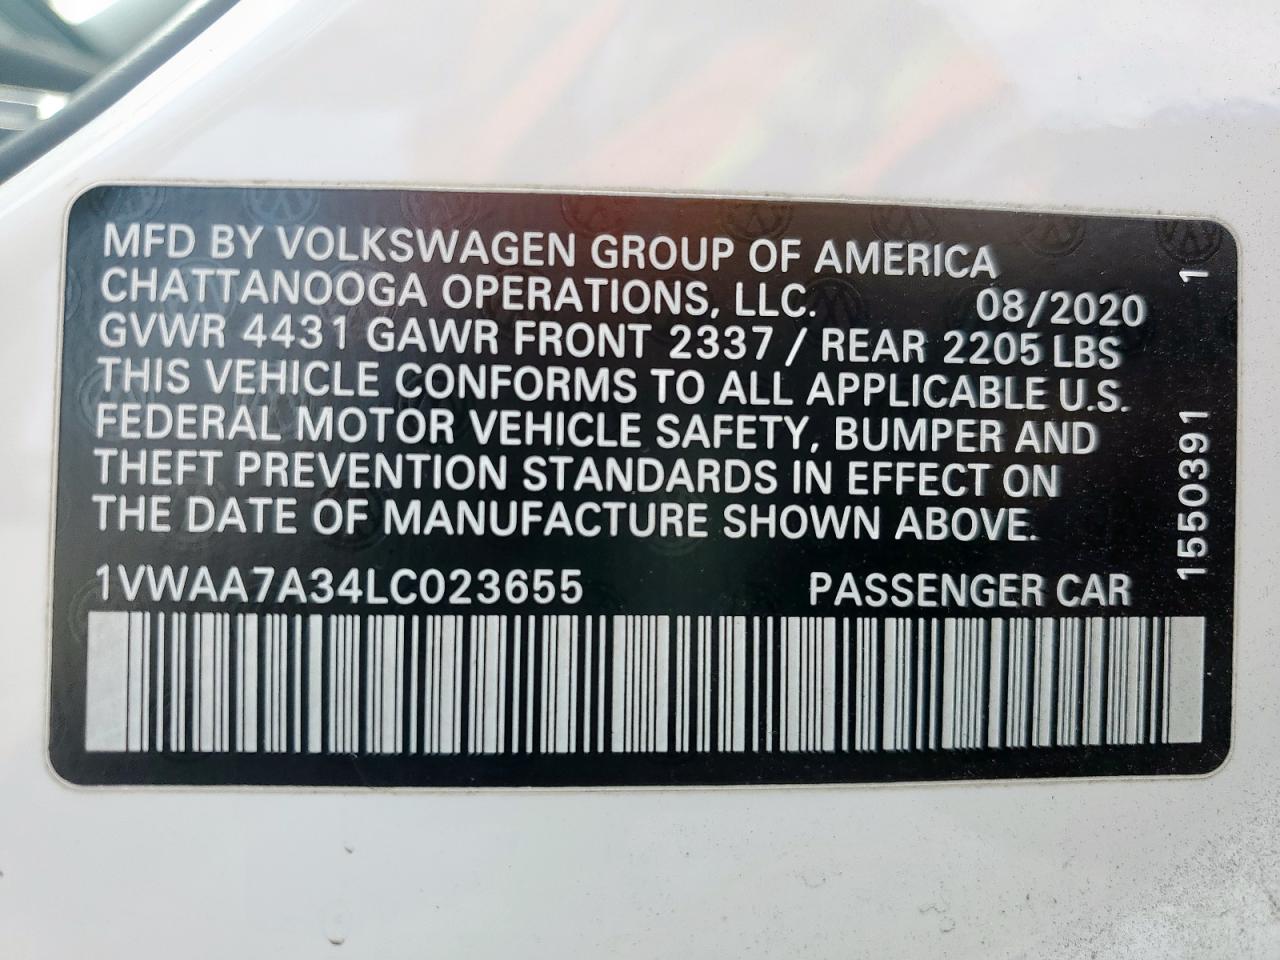 MFD BY VOLKSWAGEN GROUP OF AMERICA
CHATTANOOGA OPERATIONS, LLC. 08/2020
GVWR 4431 GAWR FRONT 2337 / REAR 2205 LBS
THIS VEHICLE CONFORMS TO ALL APPLICABLE U.S.
FEDERAL MOTOR VEHICLE SAFETY, BUMPER AND
THEFT PREVENTION STANDARDS IN EFFECT ON
THE DATE OF MANUFACTURE SHOWN ABOVE.
1VWAA7A34LC023655 PASSENGER CAR
1550391 1